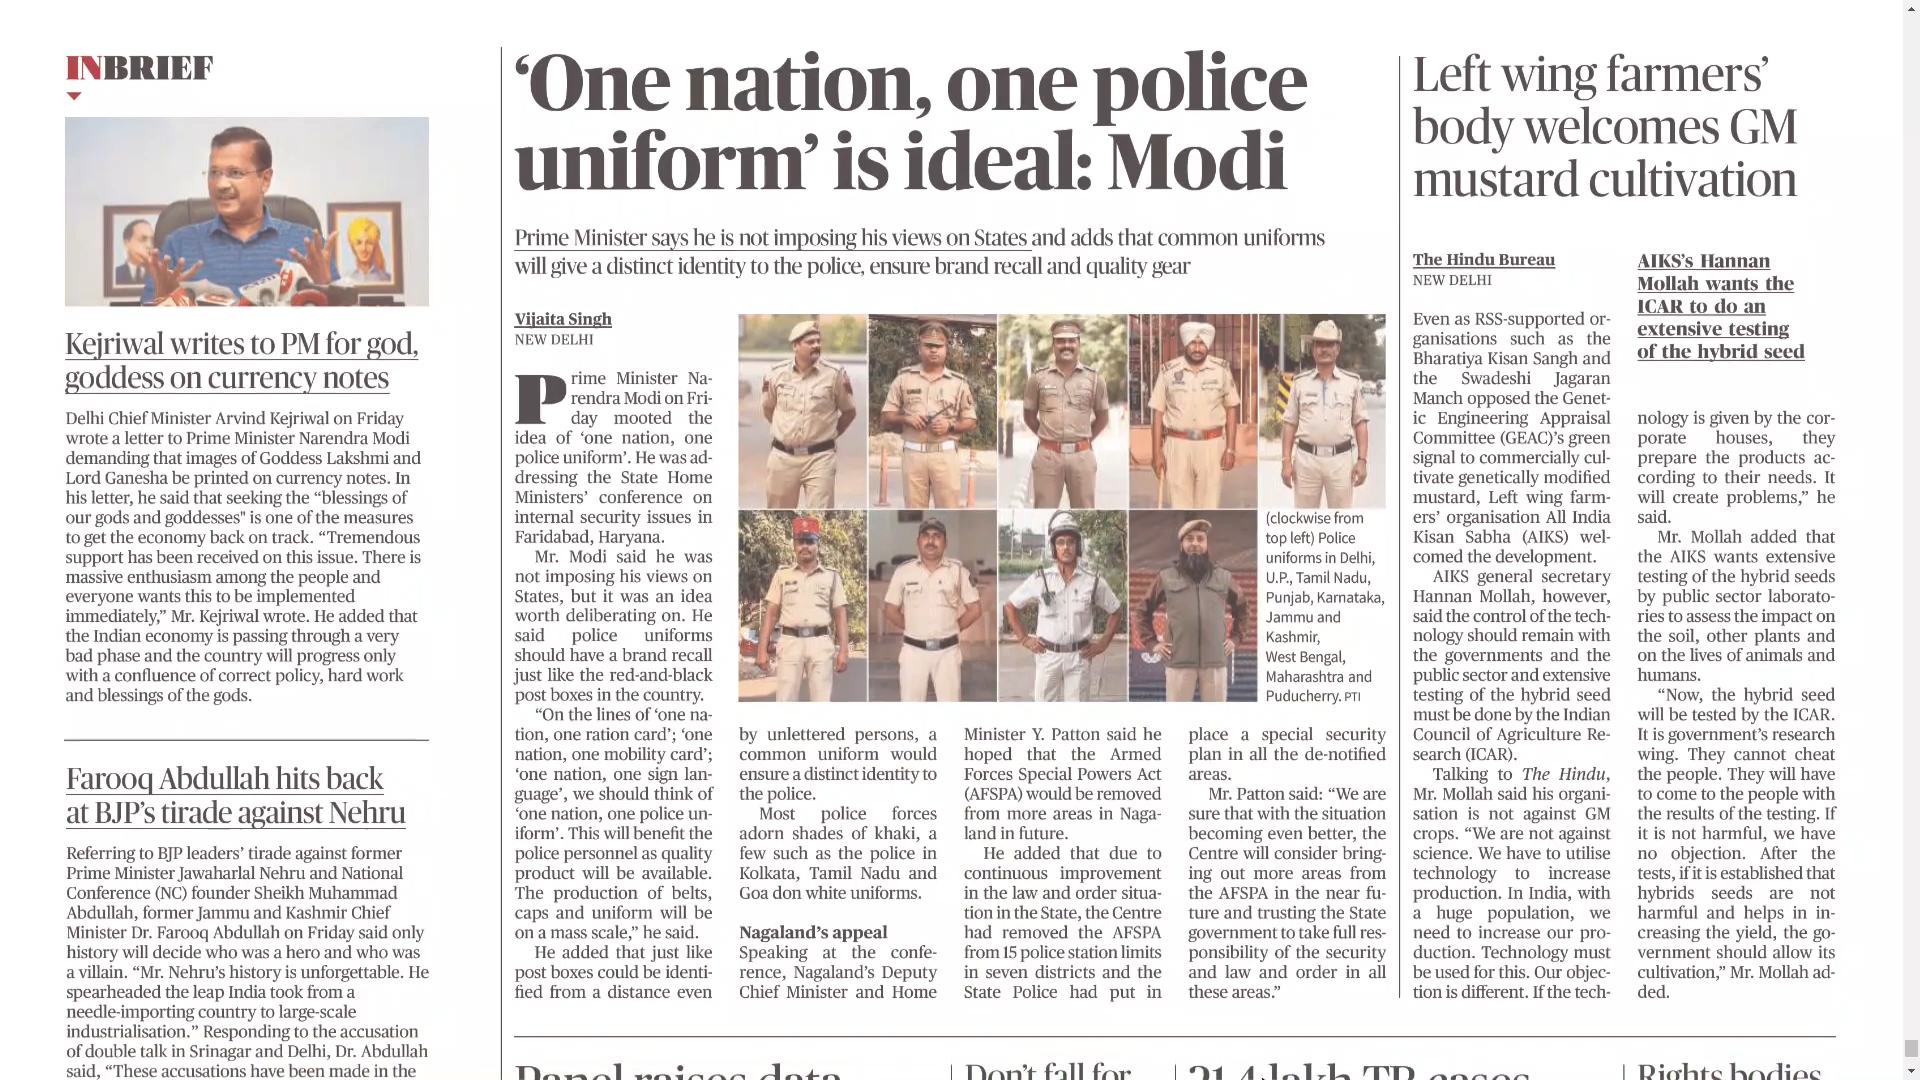 INBRIEF
Kejriwal writes to PM for god,
goddess on currency notes
Delhi Chief Minister Arvind Kejriwal on Friday
wrote a letter to Prime Minister Narendra Modi
demanding that images of Goddess Lakshmi and
Lord Ganesha be printed on currency notes. In
his letter, he said that seeking the “blessings of
our gods and goddesses" is one of the measures
to get the economy back on track. “Tremendous
support has been received on this issue. There is
massive enthusiasm among the people and
everyone wants this to be implemented
immediately,” Mr. Kejriwal wrote. He added that
the Indian economy is passing through a very
bad phase and the country will progress only
with a confluence of correct policy, hard work
and blessings of the gods.
Farooq Abdullah hits back
at BJP’s tirade against Nehru
Referring to BJP leaders’ tirade against former
Prime Minister Jawaharlal Nehru and National
Conference (NC) founder Sheikh Muhammad
Abdullah, former Jammu and Kashmir Chief
Minister Dr. Farooq Abdullah on Friday said only
history will decide who was a hero and who was
a villain. “Mr. Nehru’s history is unforgettable. He
spearheaded the leap India took from a
needle-importing country to large-scale
industrialisation.” Responding to the accusation
of double talk in Srinagar and Delhi, Dr. Abdullah
said, “These accusations have been made in the
‘One nation, one police
uniform’ is ideal: Modi
Prime Minister says he is not imposing his views on States and adds that common uniforms
will give a distinct identity to the police, ensure brand recall and quality gear
Vijaita Singh
NEW DELHI
Prime Minister Na-
rendra Modi on Fri-
day mooted the
idea of ‘one nation, one
police uniform’. He was ad-
dressing the State Home
Ministers’ conference on
internal security issues in
Faridabad, Haryana.
Mr. Modi said he was
not imposing his views on
States, but it was an idea
worth deliberating on. He
said police uniforms
should have a brand recall
just like the red-and-black
post boxes in the country.
“On the lines of ‘one na-
tion, one ration card’; ‘one
nation, one mobility card’;
‘one nation, one sign lan-
guage’, we should think of
‘one nation, one police un-
iform’. This will benefit the
police personnel as quality
product will be available.
The production of belts,
caps and uniform will be
on a mass scale,” he said.
He added that just like
post boxes could be identi-
fied from a distance even
(clockwise from
top left) Police
uniforms in Delhi,
U.P., Tamil Nadu,
Punjab, Karnataka,
Jammu and
Kashmir,
West Bengal,
Maharashtra and
Puducherry. PTI
by unlettered persons, a
common uniform would
ensure a distinct identity to
the police.
Most police forces
adorn shades of khaki, a
few such as the police in
Kolkata, Tamil Nadu and
Goa don white uniforms.
Nagaland’s appeal
Speaking at the confe-
rence, Nagaland’s Deputy
Chief Minister and Home
Minister Y. Patton said he
hoped that the Armed
Forces Special Powers Act
(AFSPA) would be removed
from more areas in Naga-
land in future.
He added that due to
continuous improvement
in the law and order situa-
tion in the State, the Centre
had removed the AFSPA
from 15 police station limits
in seven districts and the
State Police had put in
place a special security
plan in all the de-notified
areas.
Mr. Patton said: “We are
sure that with the situation
becoming even better, the
Centre will consider bring-
ing out more areas from
the AFSPA in the near fu-
ture and trusting the State
government to take full res-
ponsibility of the security
and law and order in all
these areas.”
Left wing farmers’
body welcomes GM
mustard cultivation
The Hindu Bureau
NEW DELHI
Even as RSS-supported or-
ganisations such as the
Bharatiya Kisan Sangh and
the Swadeshi Jagaran
Manch opposed the Genet-
ic Engineering Appraisal
Committee (GEAC)’s green
signal to commercially cul-
tivate genetically modified
mustard, Left wing farm-
ers’ organisation All India
Kisan Sabha (AIKS) wel-
comed the development.
AIKS general secretary
Hannan Mollah, however,
said the control of the tech-
nology should remain with
the governments and the
public sector and extensive
testing of the hybrid seed
must be done by the Indian
Council of Agriculture Re-
search (ICAR).
Talking to The Hindu,
Mr. Mollah said his organi-
sation is not against GM
crops. “We are not against
science. We have to utilise
technology to increase
production. In India, with
a huge population, we
need to increase our pro-
duction. Technology must
be used for this. Our objec-
tion is different. If the tech-
AIKS’s Hannan
Mollah wants the
ICAR to do an
extensive testing
of the hybrid seed
nology is given by the cor-
porate houses, they
prepare the products ac-
cording to their needs. It
will create problems,” he
said.
Mr. Mollah added that
the AIKS wants extensive
testing of the hybrid seeds
by public sector laborato-
ries to assess the impact on
the soil, other plants and
on the lives of animals and
humans.
“Now, the hybrid seed
will be tested by the ICAR.
It is government’s research
wing. They cannot cheat
the people. They will have
to come to the people with
the results of the testing. If
it is not harmful, we have
no objection. After the
tests, if it is established that
hybrids seeds are not
harmful and helps in in-
creasing the yield, the go-
vernment should allow its
cultivation,” Mr. Mollah ad-
ded.
Panel raises data
Don’t fall for
21.4 lakh TB cases
Rights bodies